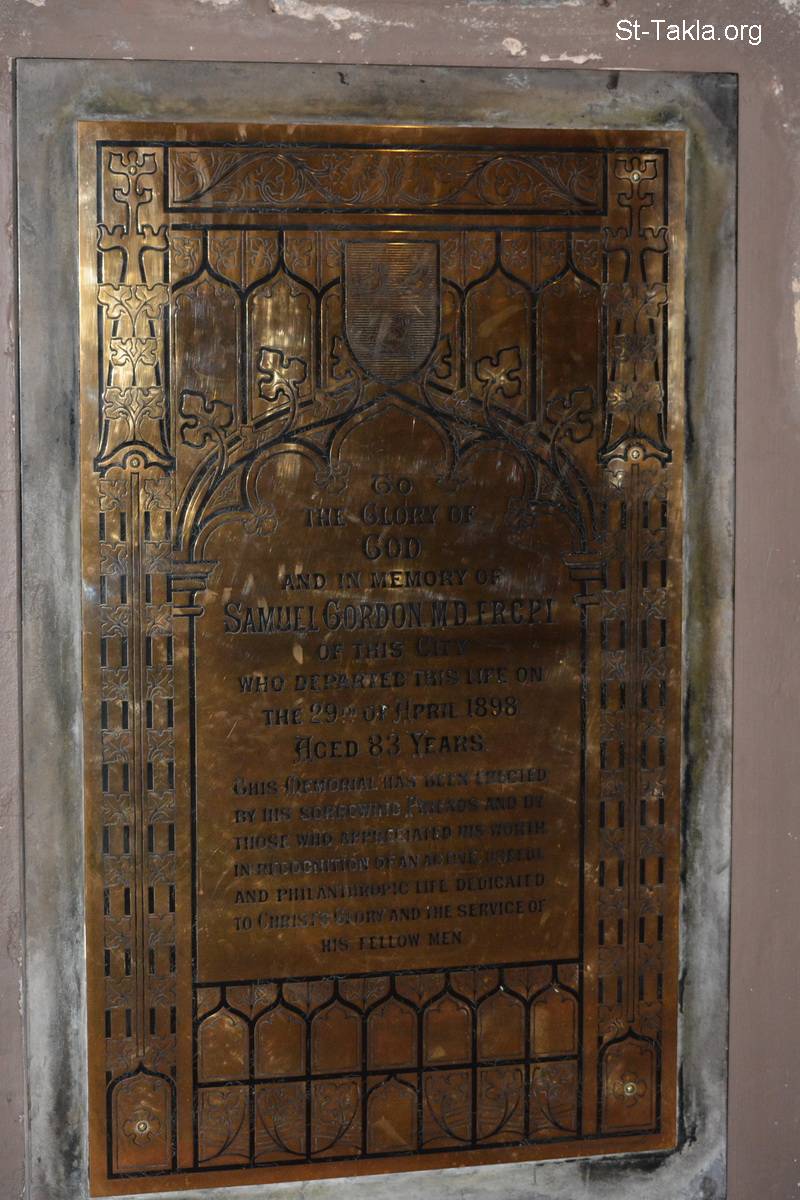 St-Takla.org
To
The Glory of
God
and in memory of
Samuel Gordon M D F R C P I
of this City
who departed this life on
the 29th of April 1898
Aged 83 Years
This Memorial has been erected
by his sorrowing Friends and by
those who appreciated his worth
in recognition of an active useful
and philanthropic life dedicated
to Christ's Glory and the service of
his fellow men